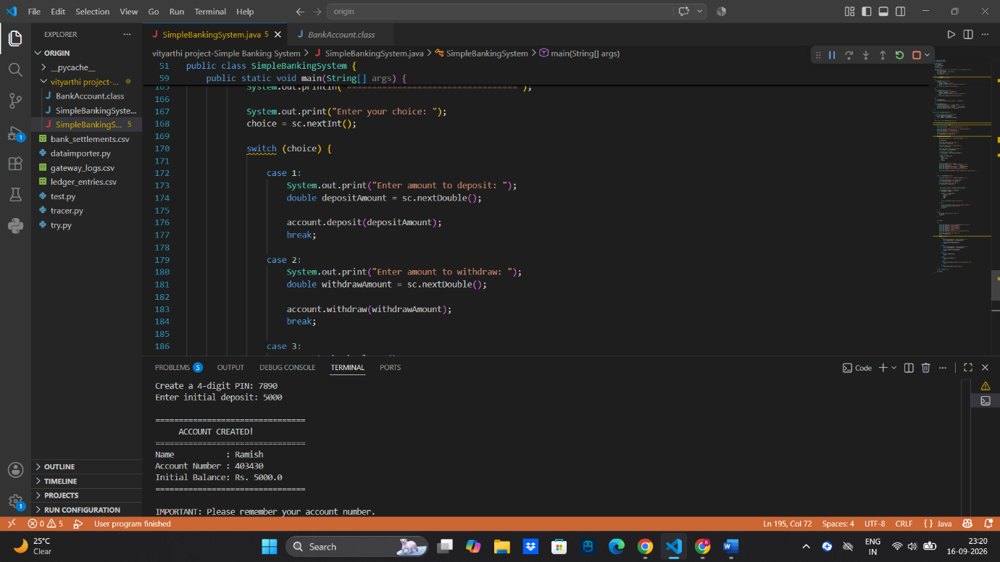 File Edit Selection View Go Run Terminal Help
origin
EXPLORER
ORIGIN
__pycache__
vityarthi project-...
BankAccount.class
SimpleBankingSyste...
SimpleBankingS... 5
bank_settlements.csv
dataimporter.py
gateway_logs.csv
ledger_entries.csv
test.py
tracer.py
try.py
OUTLINE
TIMELINE
PROJECTS
RUN CONFIGURATION
1
1
SimpleBankingSystem.java 5
BankAccount.class
vityarthi project-Simple Banking System > SimpleBankingSystem.java > SimpleBankingSystem > main(String[] args)
51 public class SimpleBankingSystem {
59 public static void main(String[] args) {
165 System.out.println("==================================");
166
167 System.out.print("Enter your choice: ");
168 choice = sc.nextInt();
169
170 switch (choice) {
171
172 case 1:
173 System.out.print("Enter amount to deposit: ");
174 double depositAmount = sc.nextDouble();
175
176 account.deposit(depositAmount);
177 break;
178
179 case 2:
180 System.out.print("Enter amount to withdraw: ");
181 double withdrawAmount = sc.nextDouble();
182
183 account.withdraw(withdrawAmount);
184 break;
185
186 case 3:
PROBLEMS 5 OUTPUT DEBUG CONSOLE TERMINAL PORTS
Code
Create a 4-digit PIN: 7890
Enter initial deposit: 5000
================================
ACCOUNT CREATED!
================================
Name : Ramish
Account Number : 403430
Initial Balance: Rs. 5000.0
================================
IMPORTANT: Please remember your account number.
0 5 User program finished
Ln 195, Col 72 Spaces: 4 UTF-8 CRLF {} Java
25°C
Clear
Search
ENG
IN
23:20
16-09-2026